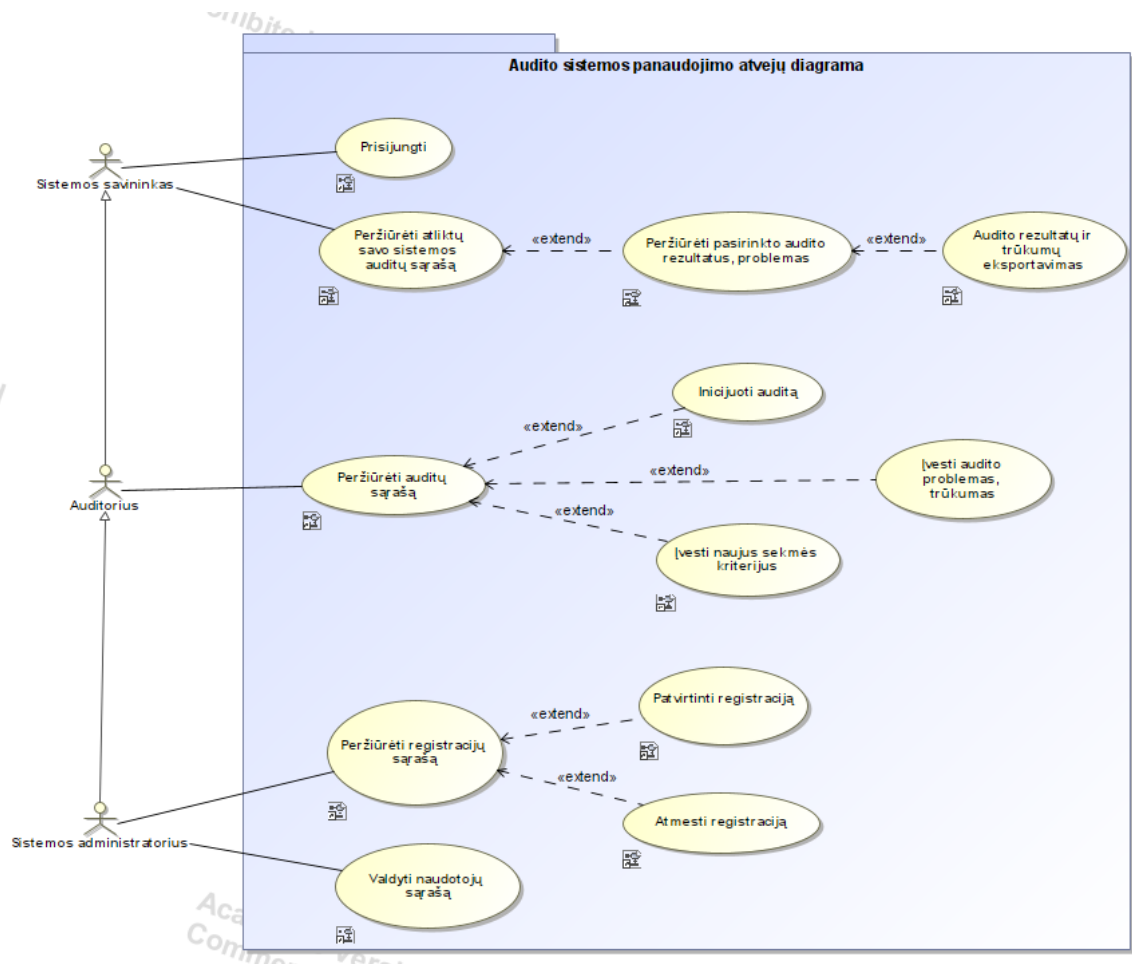 Audito sistemos panaudojimo atvejų diagrama
Prisijungti
Sistemos savininkas
Peržiūrėti atliktų
savo sistemos
auditų sąrašą
«extend»
Peržiūrėti pasirinkto audito
rezultatus, problemas
«extend»
Audito rezultatų ir
trūkumų
eksportavimas
Inicijuoti auditą
«extend»
Auditorius
Peržiūrėti auditų
sąrašą
«extend»
Įvesti audito
problemas,
trūkumas
«extend»
Įvesti naujus sekmės
kriterijus
Patvirtinti registraciją
«extend»
Peržiūrėti registracijų
sąrašą
«extend»
Atmesti registraciją
Sistemos administratorius
Valdyti naudotojų
sąrašą